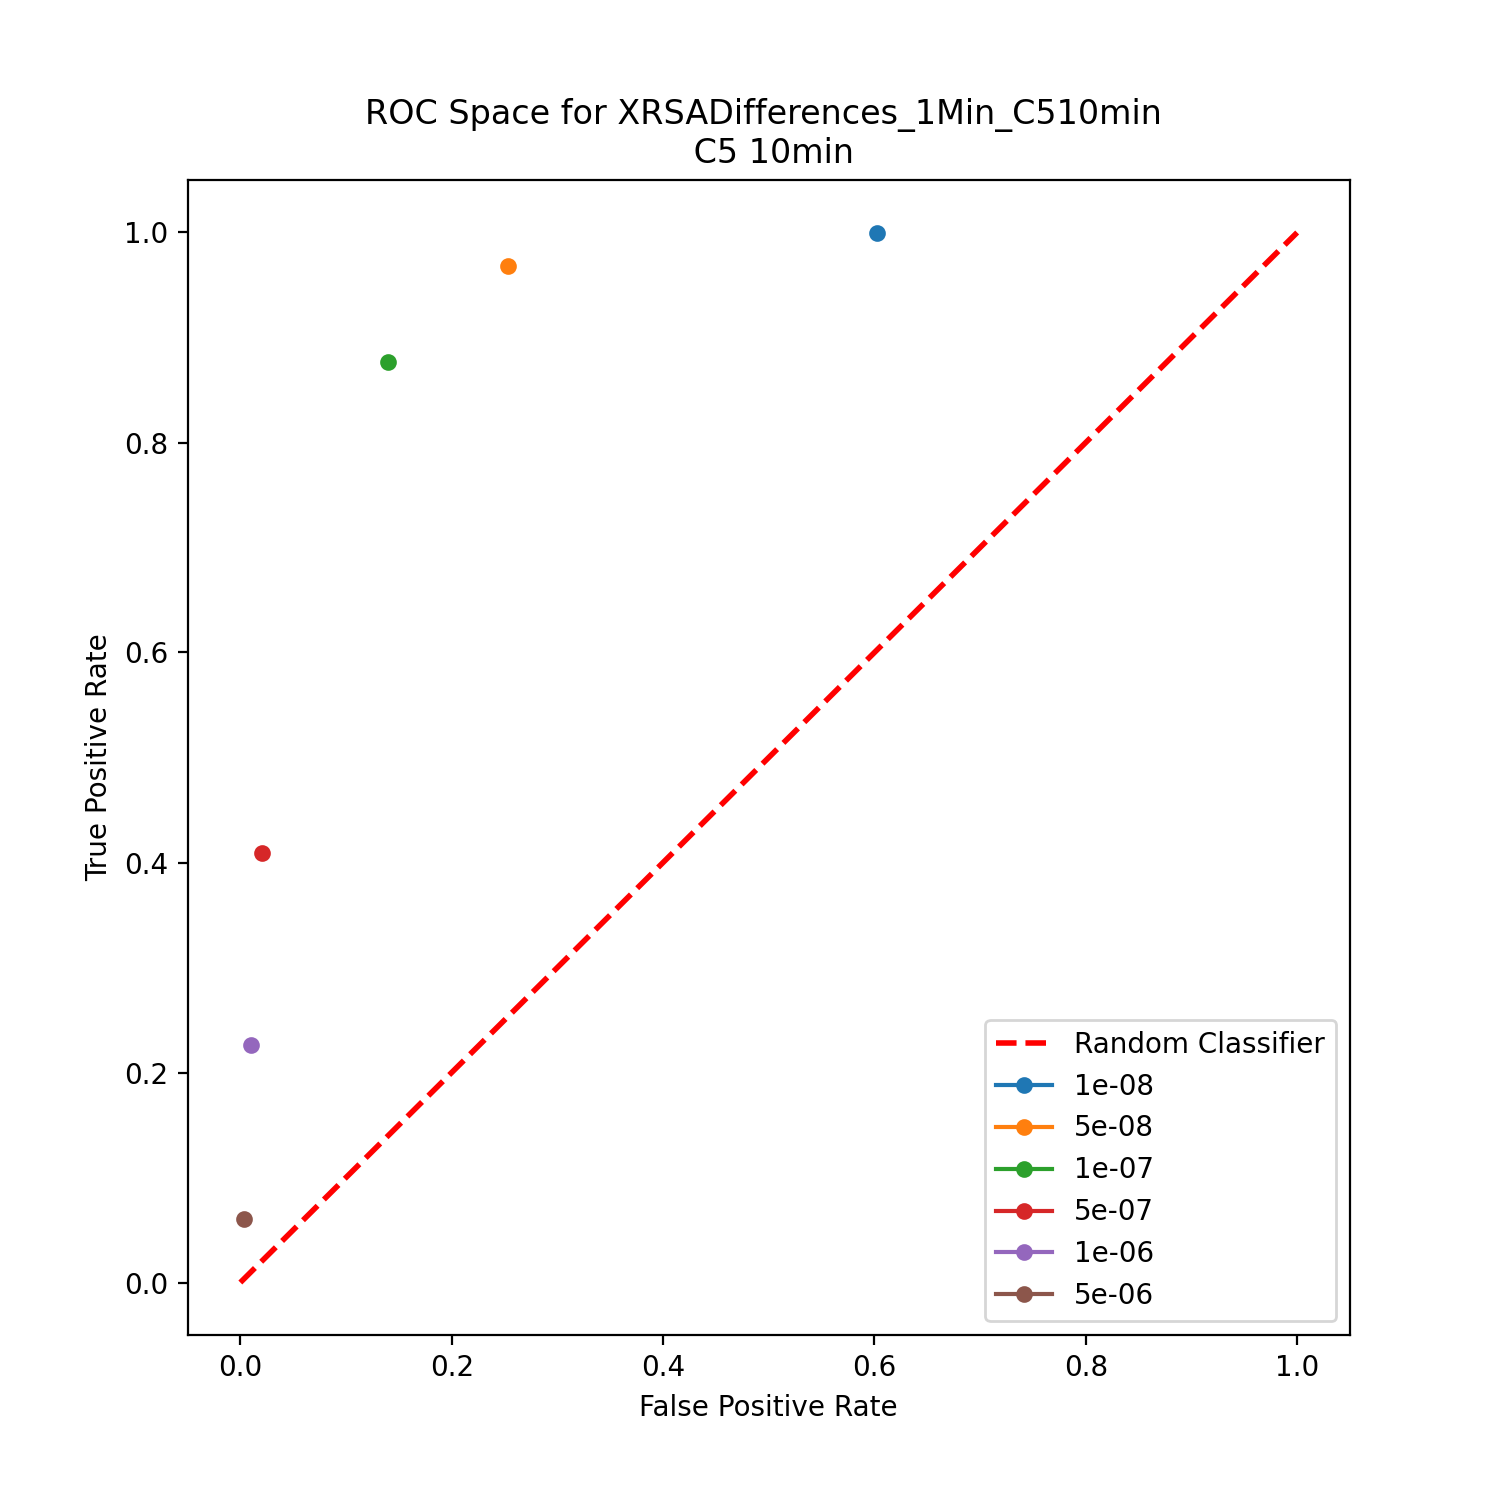 ROC Space for XRSADifferences_1Min_C510min
C5 10min
True Positive Rate
1.0
0.8
0.6
0.4
0.2
0.0
0.0 0.2 0.4 0.6 0.8 1.0
False Positive Rate
Random Classifier
1e-08
5e-08
1e-07
5e-07
1e-06
5e-06